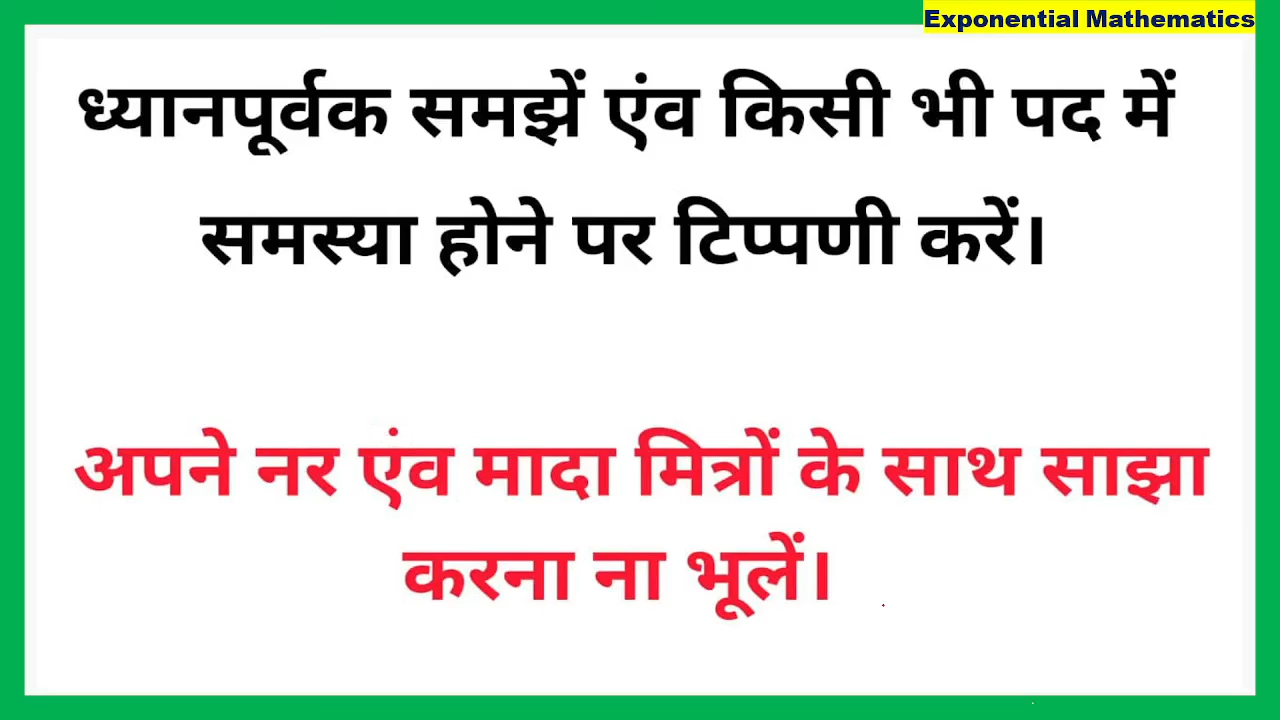 Exponential Mathematics
ध्यानपूर्वक समझें एंव किसी भी पद में
समस्या होने पर टिप्पणी करें।
अपने नर एंव मादा मित्रों के साथ साझा
करना ना भूलें।